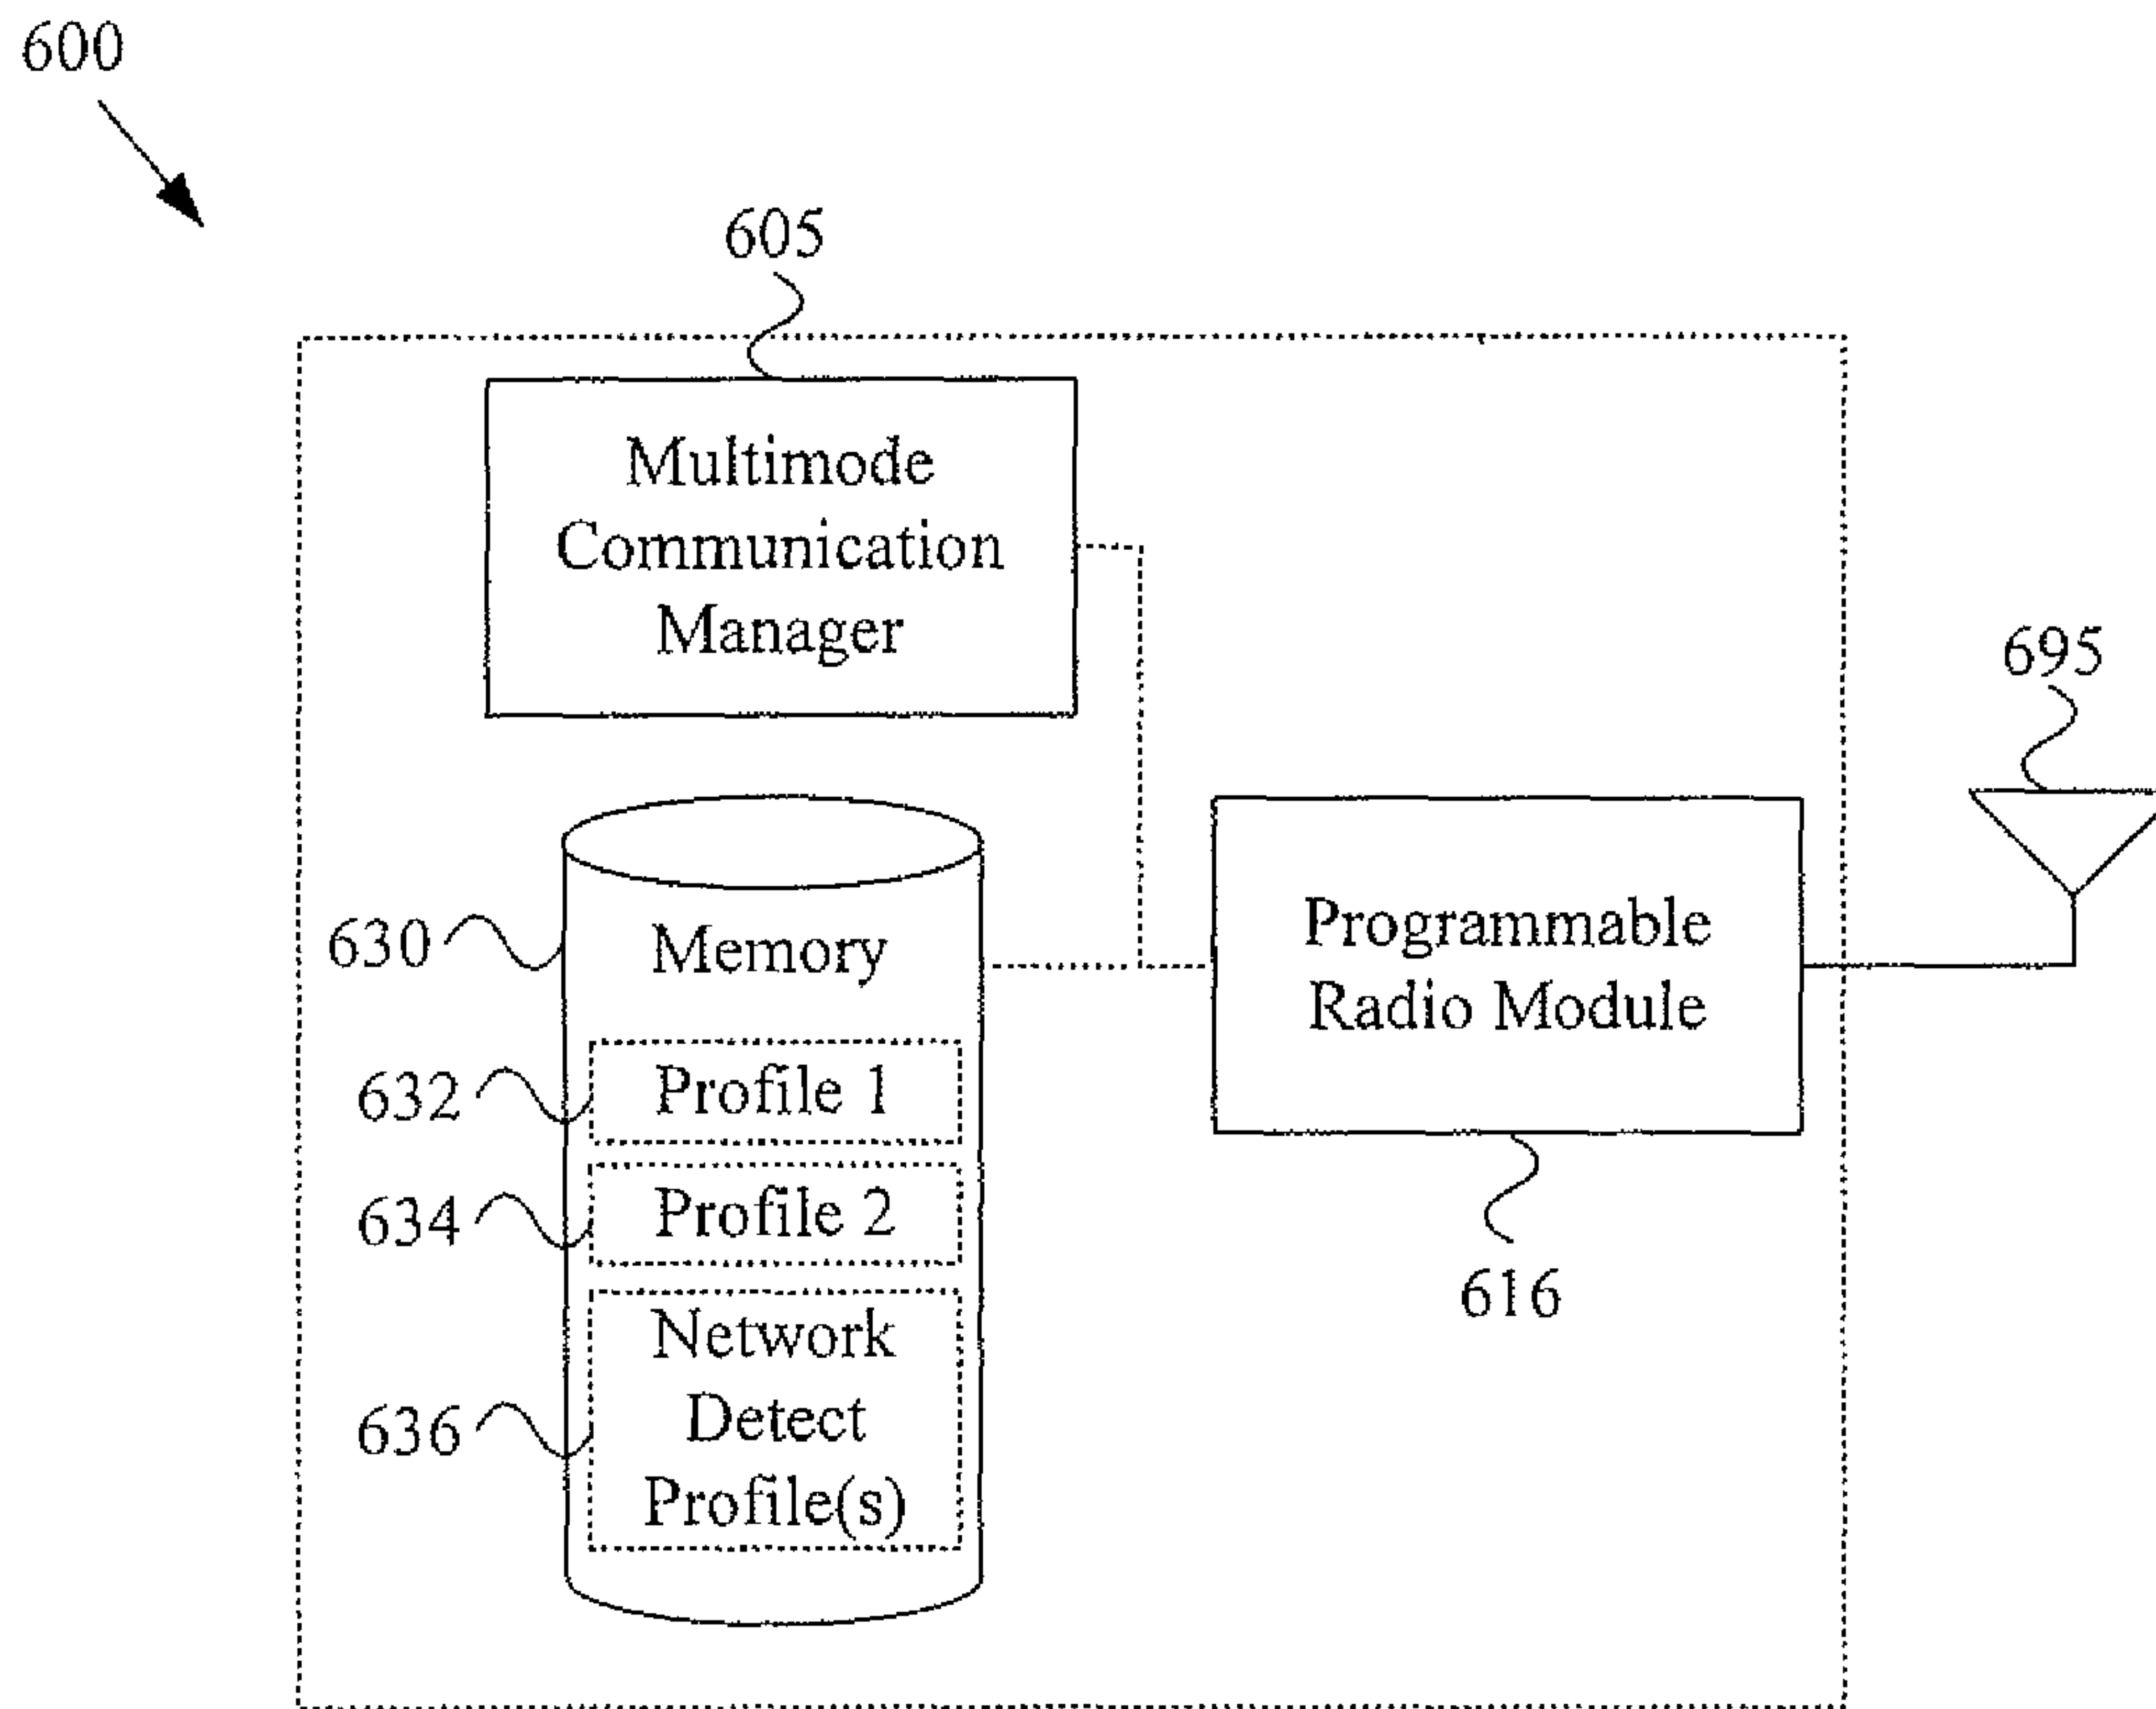 600
605
Multimode
Communication
Manager
695
630
Memory
Programmable
Radio Module
632
Profile 1
634
Profile 2
616
636
Network
Detect
Profile(s)